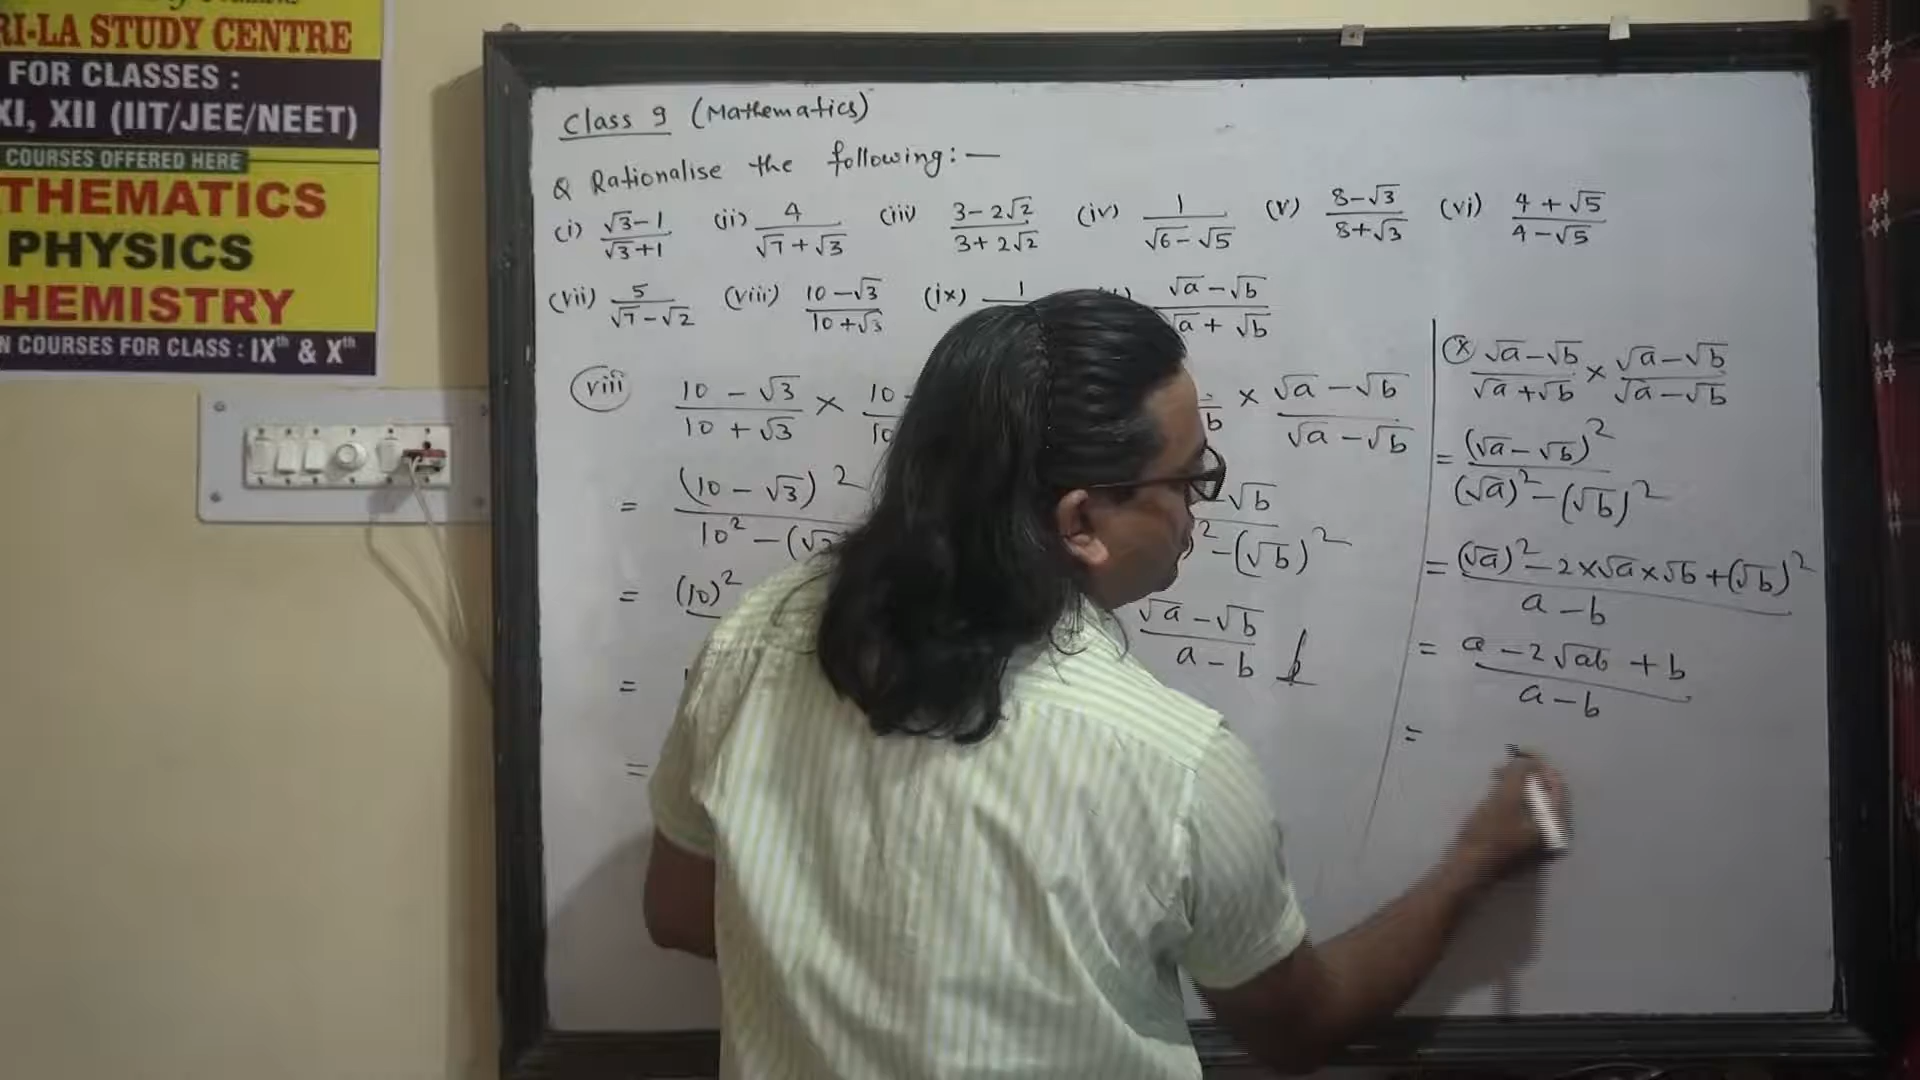 RI-LA STUDY CENTRE
FOR CLASSES :
XI, XII (IIT/JEE/NEET)
COURSES OFFERED HERE
THEMATICS
PHYSICS
HEMISTRY
N COURSES FOR CLASS : IXth & Xth
Class 9 (Mathematics)
Q Rationalise the following:—
(i) (√3-1)/(√3+1) (ii) 4/(√7+√3) (iii) (3-2√2)/(3+2√2) (iv) 1/(√6-√5) (v) (8-√3)/(8+√3) (vi) (4+√5)/(4-√5)
(vii) 5/(√7-√2) (viii) (10-√3)/(10+√3) (ix) 1 (√a-√b)/(√a+√b)
(viii) (10-√3)/(10+√3) × 10
= (10-√3)²/10²-(√3
= (10)²
=
=
b × (√a-√b)/(√a-√b)
-√b
²-(√b)²
(√a-√b)/(a-b)
(x) (√a-√b)/(√a+√b) × (√a-√b)/(√a-√b)
= (√a-√b)²/(√a)²-(√b)²
= (√a)²-2×√a×√b+(√b)²/a-b
= a-2√ab+b/a-b
=